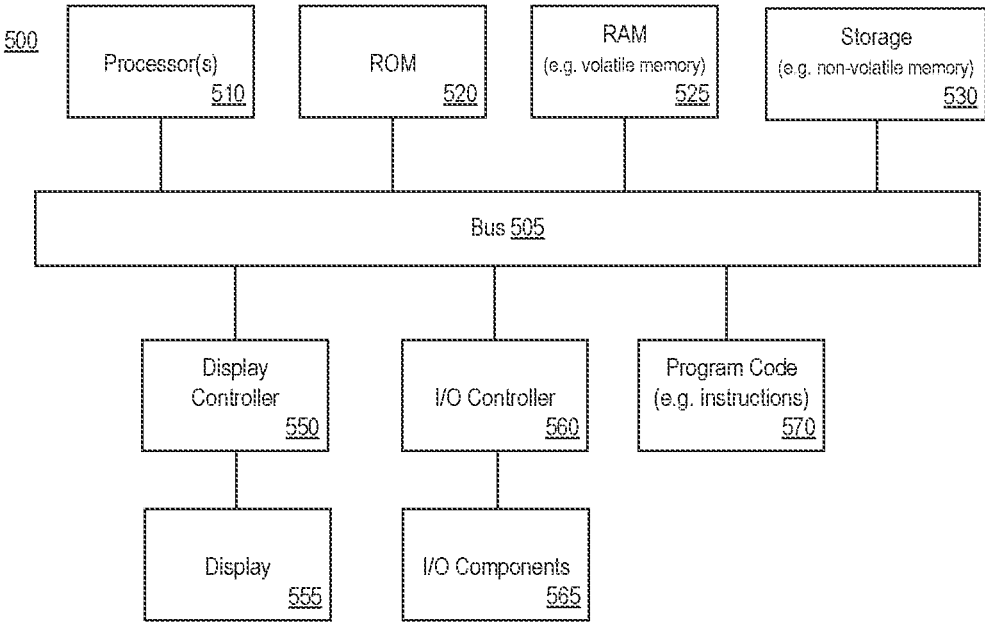 500
Processor(s)
510
ROM
520
RAM
(e.g. volatile memory)
525
Storage
(e.g. non-volatile memory)
530
Bus 505
Display
Controller
550
I/O Controller
560
Program Code
(e.g. instructions)
570
Display
555
I/O Components
565